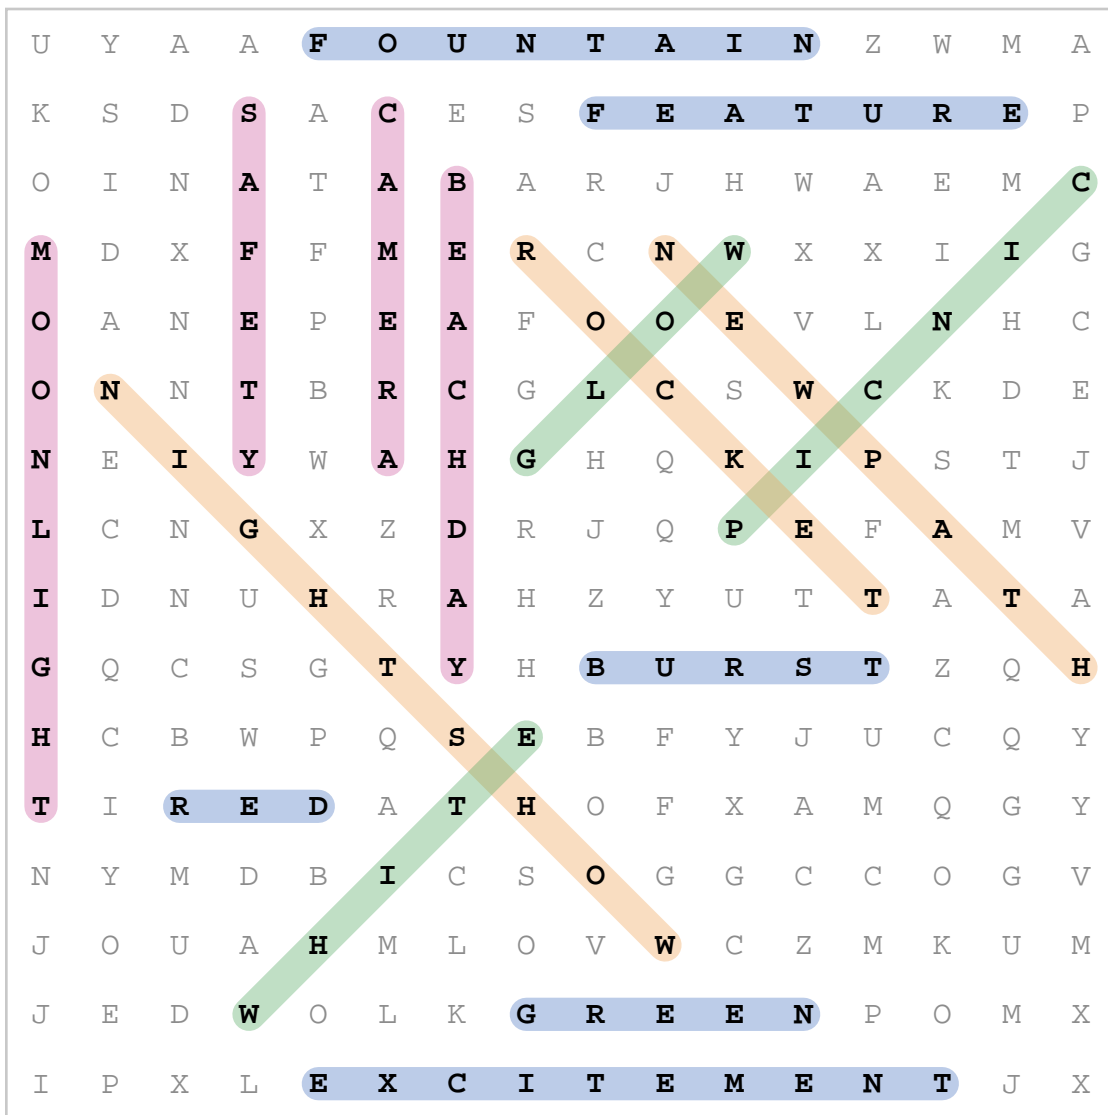 U Y A A F O U N T A I N Z W M A
K S D S A C E S F E A T U R E P
O I N A T A B A R J H W A E M C
M D X F F M E R C N W X X I I G
O A N E P E A F O O E V L N H C
O N N T B R C G L C S W C K D E
N E I Y W A H G H Q K I P S T J
L C N G X Z D R J Q P E F A M V
I D N U H R A H Z Y U T T A T A
G Q C S G T Y H B U R S T Z Q H
H C B W P Q S E B F Y J U C Q Y
T I R E D A T H O F X A M Q G Y
N Y M D B I C S O G G C C O G V
J O U A H M L O V W C Z M K U M
J E D W O L K G R E E N P O M X
I P X L E X C I T E M E N T J X